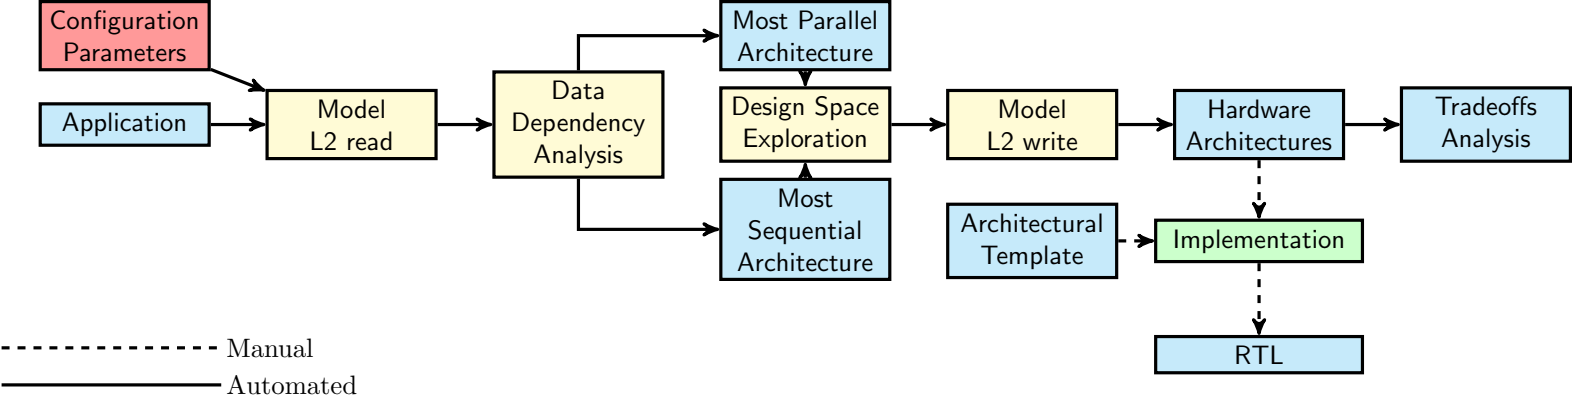 Configuration
Parameters
Application
Model
L2 read
Data
Dependency
Analysis
Most Parallel
Architecture
Design Space
Exploration
Most
Sequential
Architecture
Model
L2 write
Hardware
Architectures
Tradeoffs
Analysis
Architectural
Template
Implementation
RTL
Manual
Automated